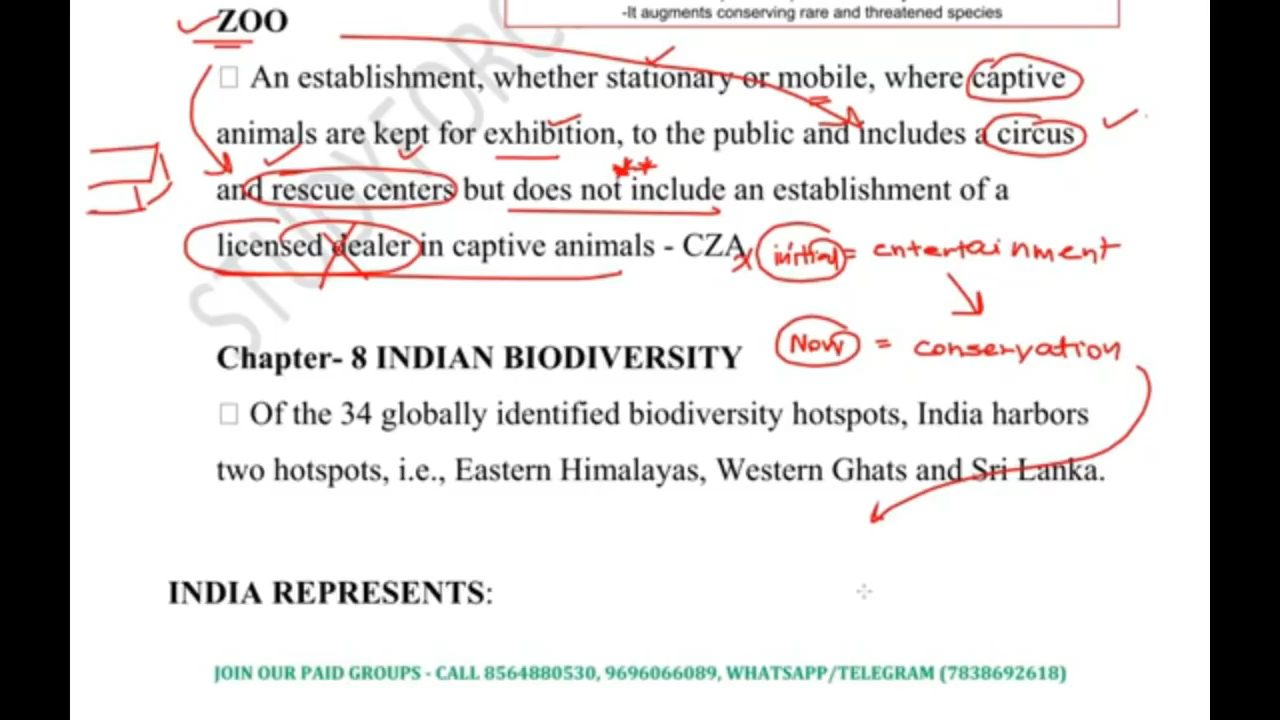 -It augments conserving rare and threatened species
ZOO
An establishment, whether stationary or mobile, where captive
animals are kept for exhibition, to the public and includes a circus
and rescue centers but does not include an establishment of a
licensed dealer in captive animals - CZA
initial = entertainment
Now = conservation
Chapter- 8 INDIAN BIODIVERSITY
Of the 34 globally identified biodiversity hotspots, India harbors
two hotspots, i.e., Eastern Himalayas, Western Ghats and Sri Lanka.
INDIA REPRESENTS:
JOIN OUR PAID GROUPS - CALL 8564880530, 9696066089, WHATSAPP/TELEGRAM (7838692618)